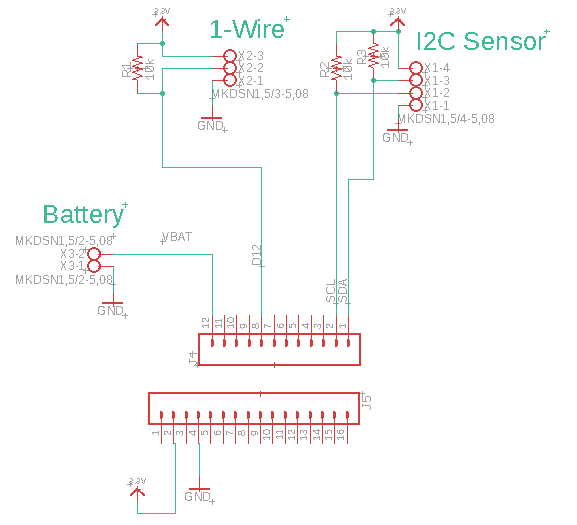 3.3V
1-Wire
3.3V
I2C Sensor
R1
10k
X2-3
X2-2
X2-1
MKDSN1,5/3-5,08
GND
R2
10k
R3
10k
X1-4
X1-3
X1-2
X1-1
MKDSN1,5/4-5,08
GND
Battery
MKDSN1,5/2-5,08
X3-2
X3-1
MKDSN1,5/2-5,08
GND
VBAT
D12
SCL
SDA
12 11 10 9 8 7 6 5 4 3 2 1
J4
J5
1 2 3 4 5 6 7 8 9 10 11 12 13 14 15 16
3.3V
GND